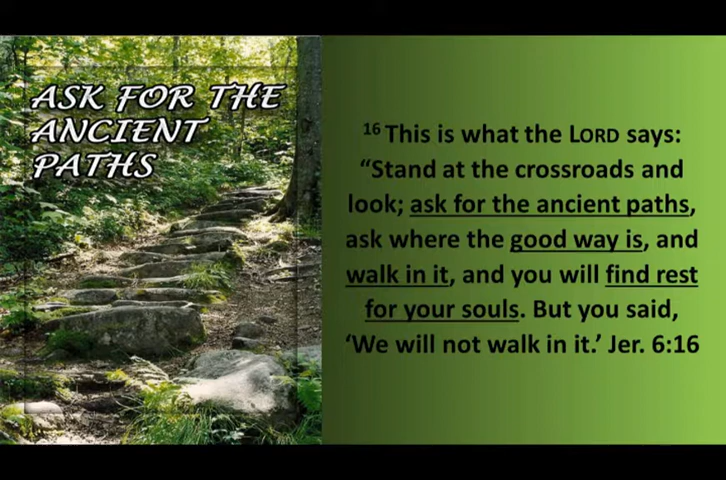 ASK FOR THE
ANCIENT
PATHS
16 This is what the LORD says:
“Stand at the crossroads and
look; ask for the ancient paths,
ask where the good way is, and
walk in it, and you will find rest
for your souls. But you said,
‘We will not walk in it.’ Jer. 6:16